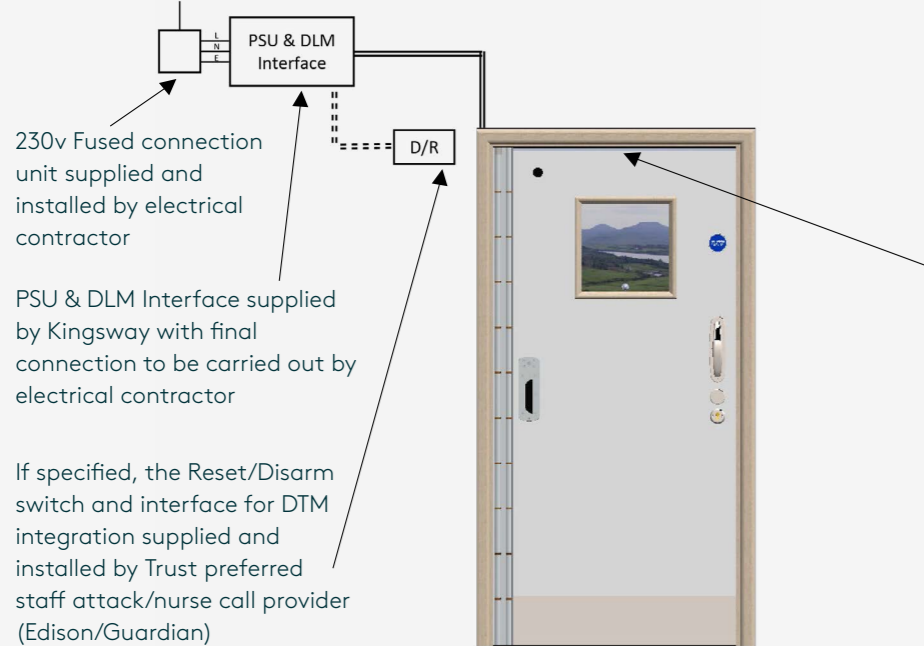 L
N
E
PSU & DLM
Interface
D/R
230v Fused connection
unit supplied and
installed by electrical
contractor
PSU & DLM Interface supplied
by Kingsway with final
connection to be carried out by
electrical contractor
If specified, the Reset/Disarm
switch and interface for DTM
integration supplied and
installed by Trust preferred
staff attack/nurse call provider
(Edison/Guardian)